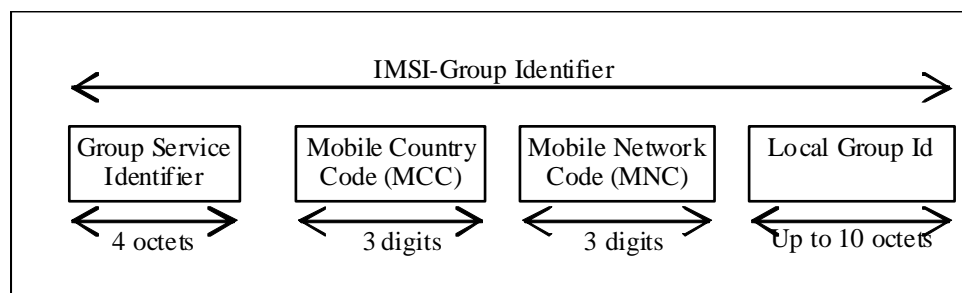 IMSI-Group Identifier
Group Service
Identifier
Mobile Country
Code (MCC)
Mobile Network
Code (MNC)
Local Group Id
4 octets
3 digits
3 digits
Up to 10 octets